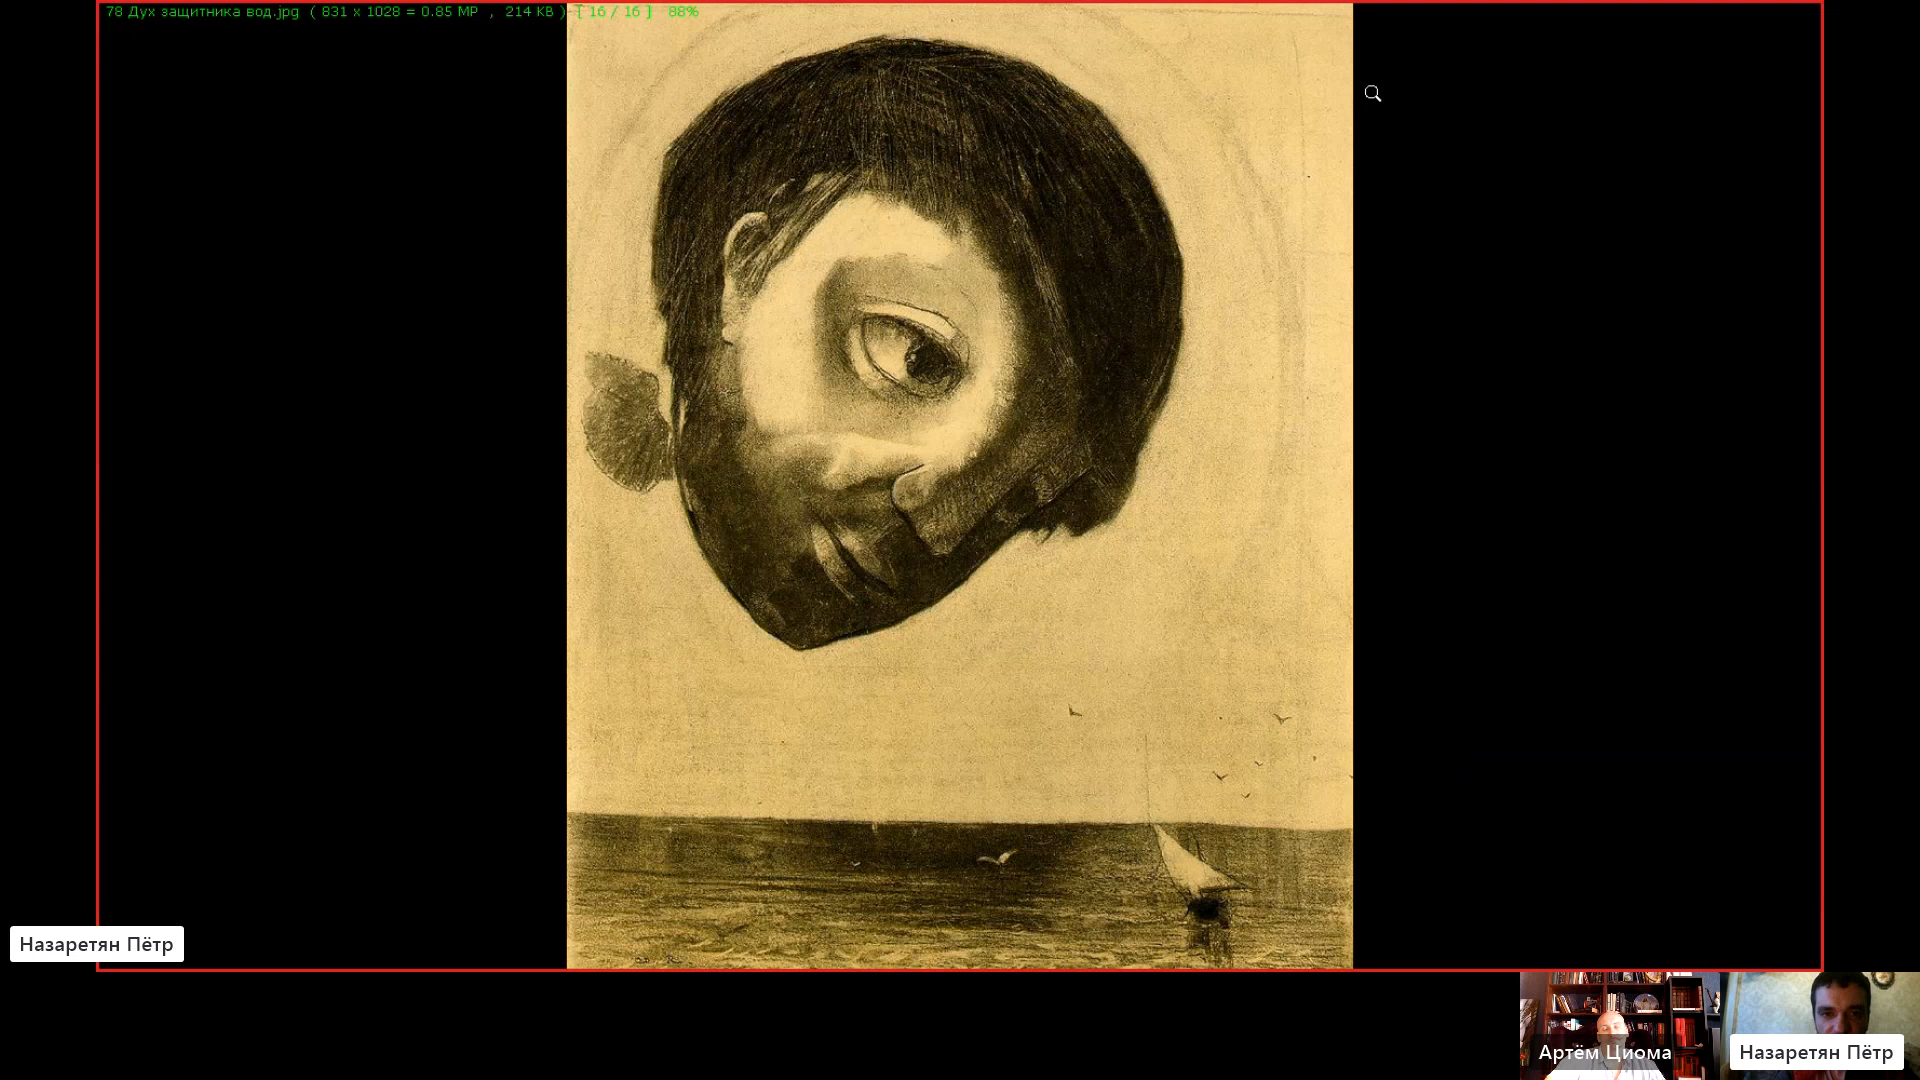 78 Дух защитника вод.jpg ( 831 x 1028 = 0.85 MP , 214 KB ) [ 16 / 16 ] 88%
Назаретян Пётр
Артём Циома
Назаретян Пётр